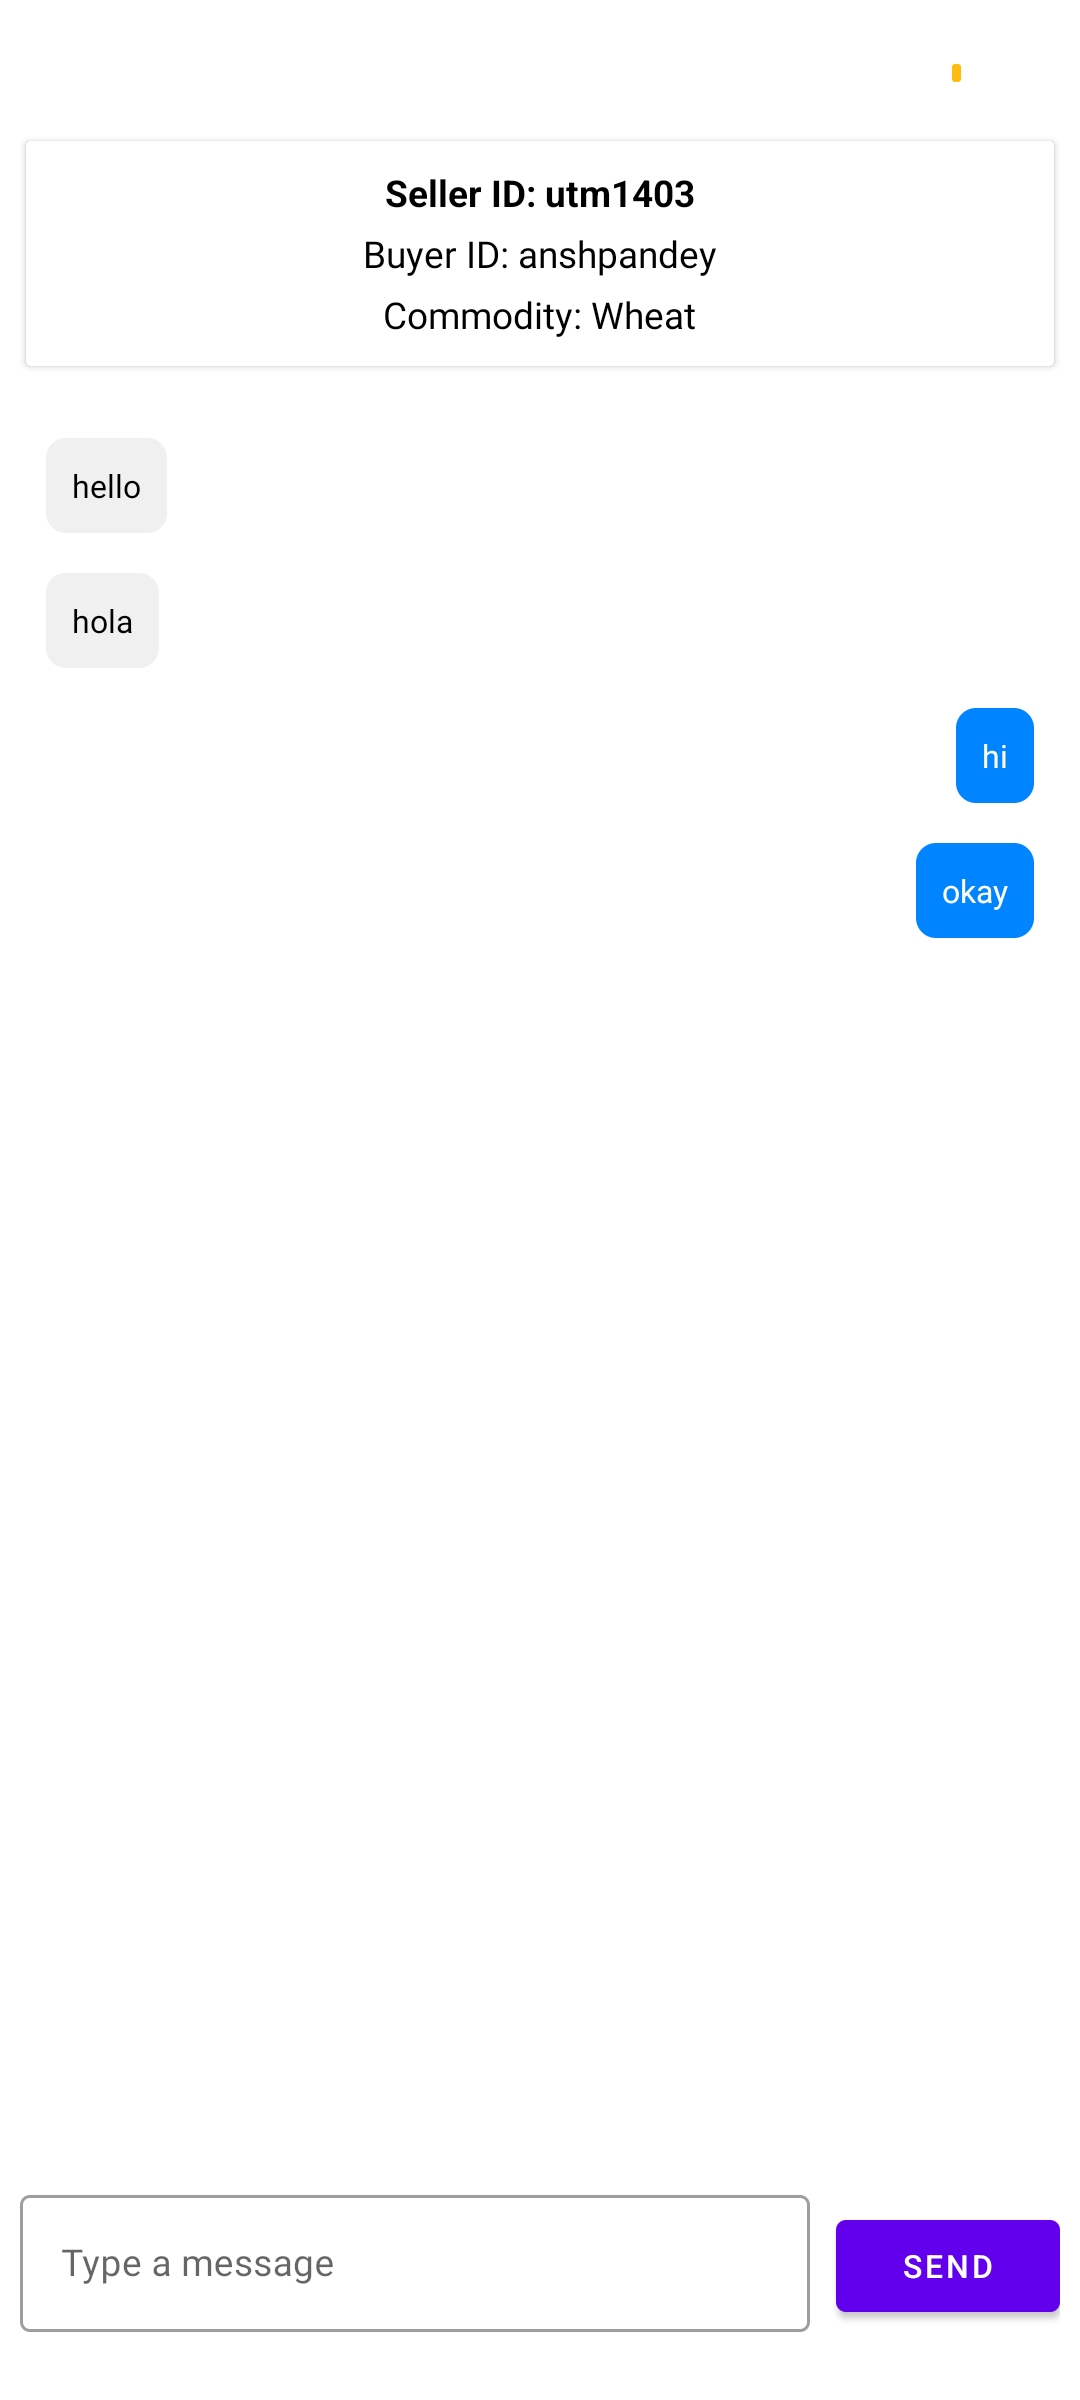 Seller ID: utm1403
Buyer ID: anshpandey
Commodity: Wheat
hello
hola
hi
okay
Type a message
SEND